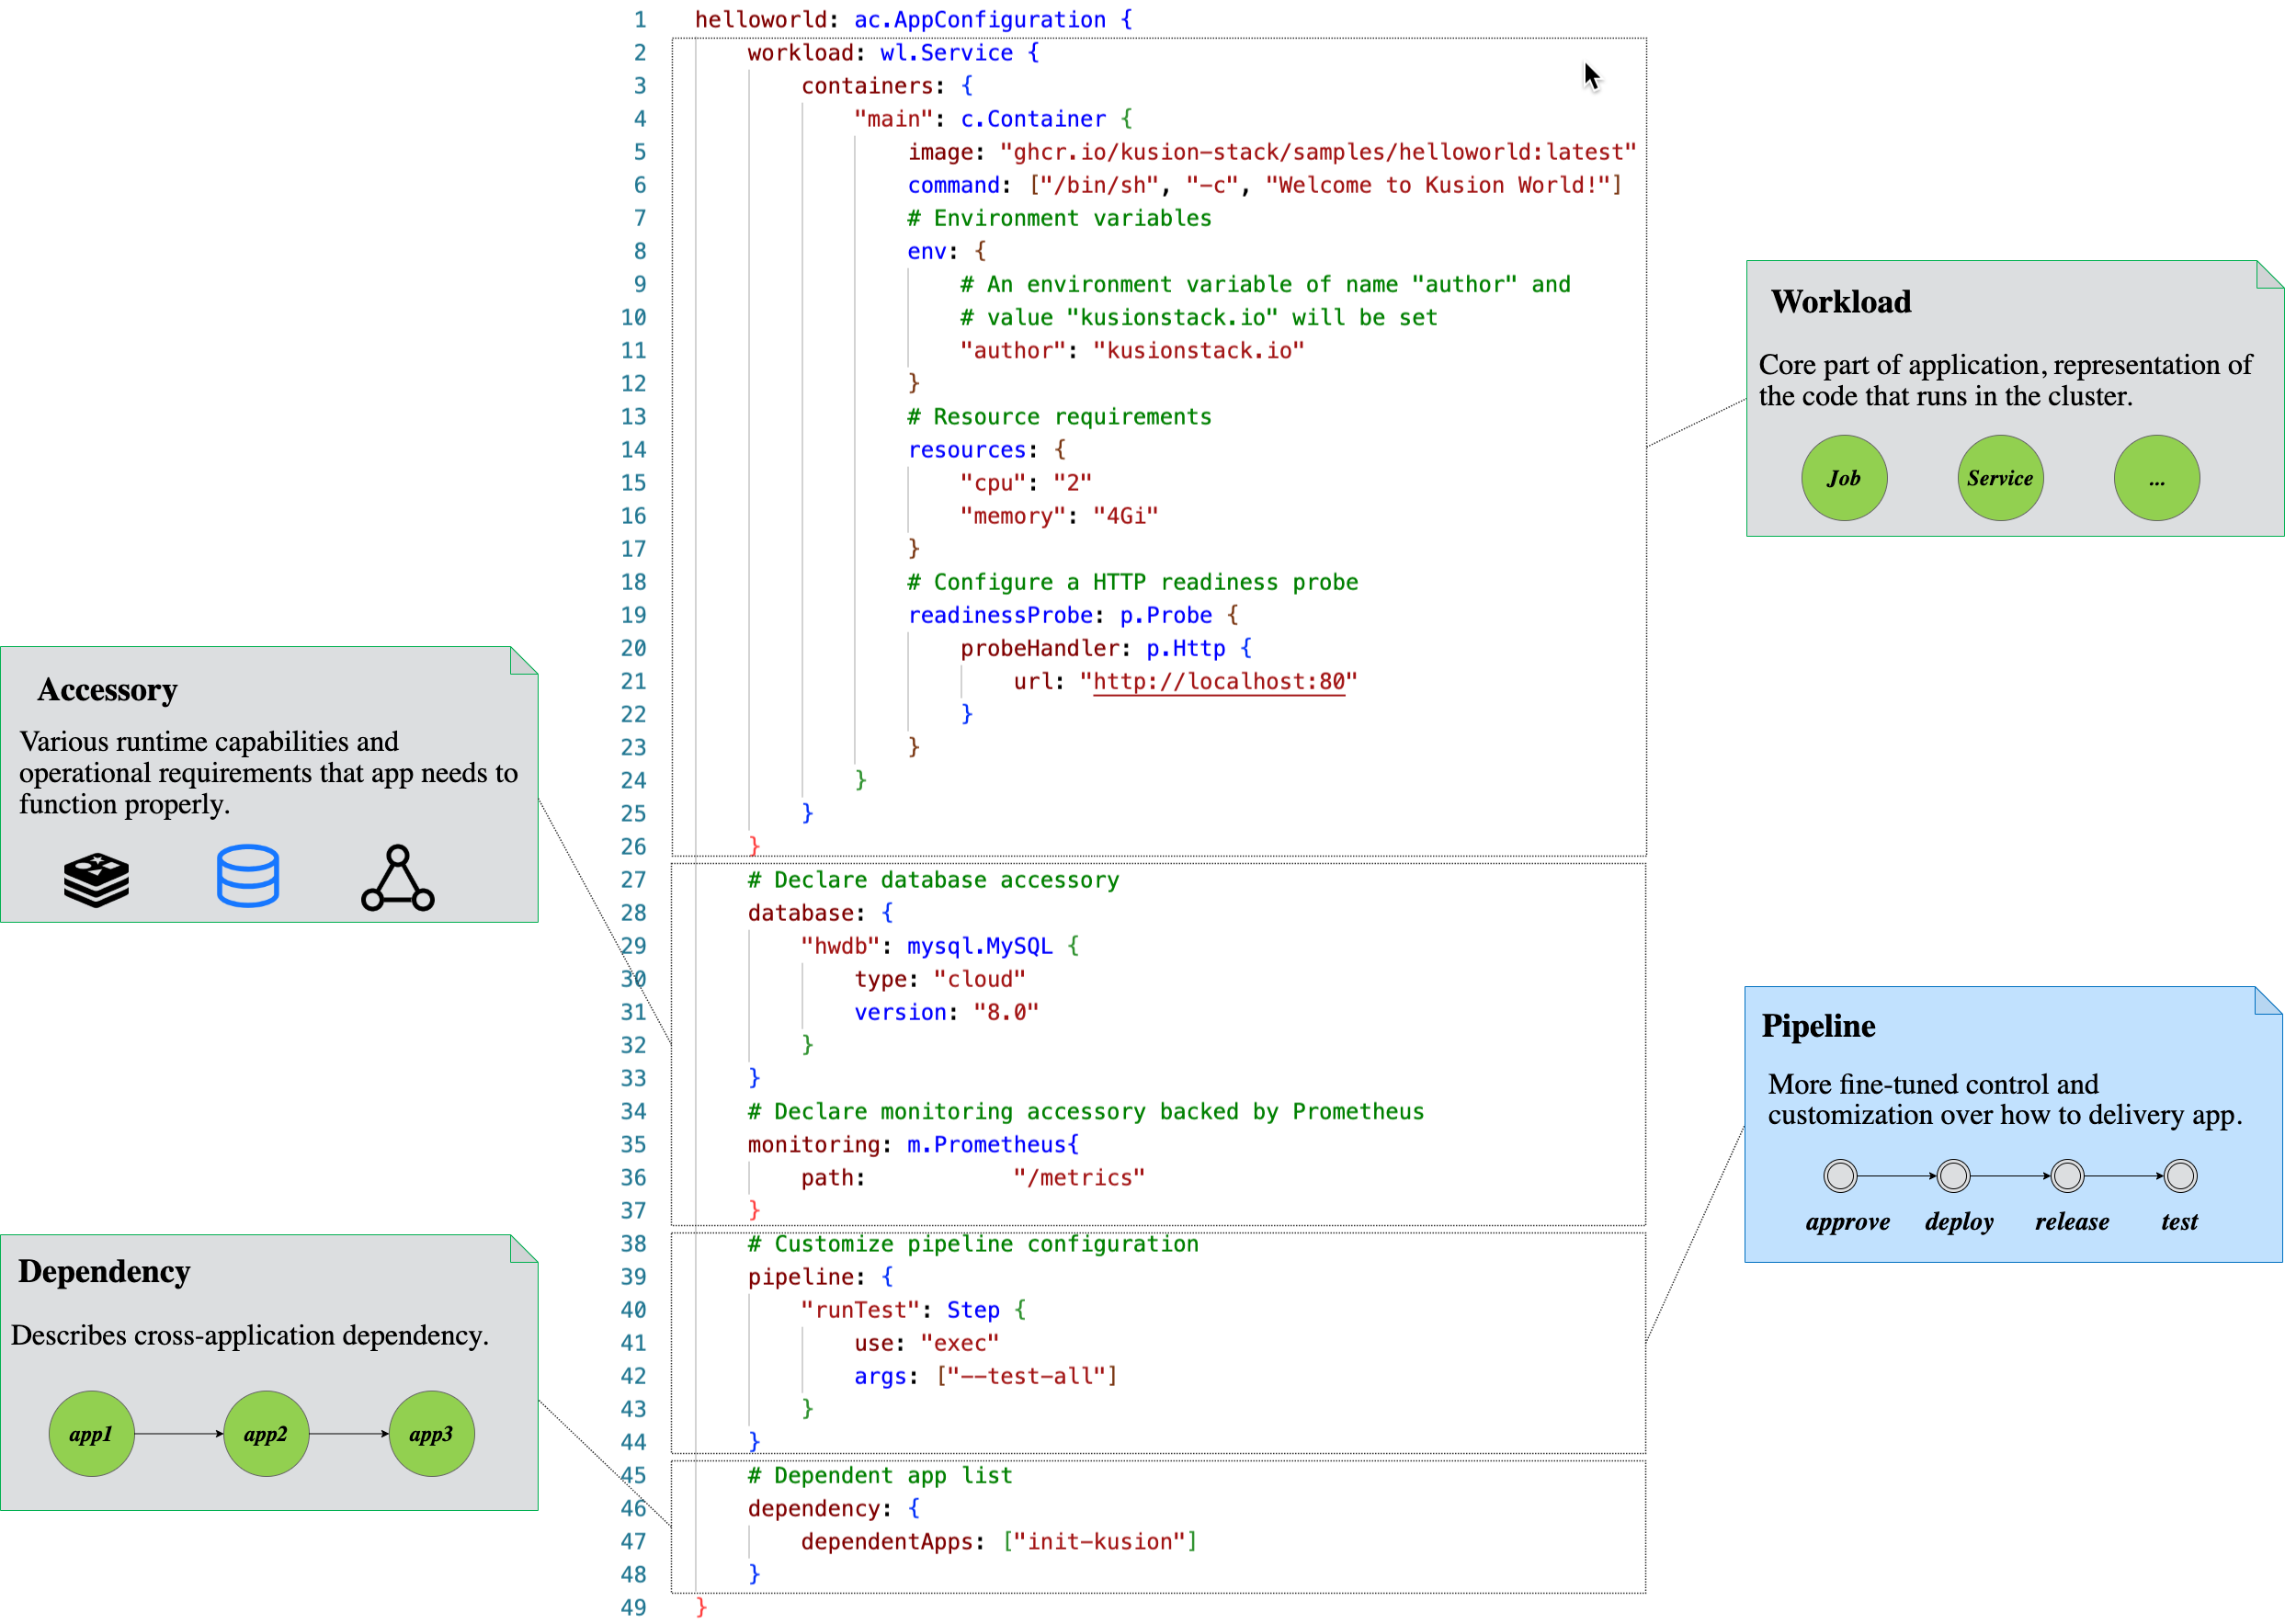 1 helloworld: ac.AppConfiguration {
2 workload: wl.Service {
3 containers: {
4 "main": c.Container {
5 image: "ghcr.io/kusion-stack/samples/helloworld:latest"
6 command: ["/bin/sh", "-c", "Welcome to Kusion World!"]
7 # Environment variables
8 env: {
9 # An environment variable of name "author" and
10 # value "kusionstack.io" will be set
11 "author": "kusionstack.io"
12 }
13 # Resource requirements
14 resources: {
15 "cpu": "2"
16 "memory": "4Gi"
17 }
18 # Configure a HTTP readiness probe
19 readinessProbe: p.Probe {
20 probeHandler: p.Http {
21 url: "http://localhost:80"
22 }
23 }
24 }
25 }
26 }
27 # Declare database accessory
28 database: {
29 "hwdb": mysql.MySQL {
30 type: "cloud"
31 version: "8.0"
32 }
33 }
34 # Declare monitoring accessory backed by Prometheus
35 monitoring: m.Prometheus{
36 path: "/metrics"
37 }
38 # Customize pipeline configuration
39 pipeline: {
40 "runTest": Step {
41 use: "exec"
42 args: ["--test-all"]
43 }
44 }
45 # Dependent app list
46 dependency: {
47 dependentApps: ["init-kusion"]
48 }
49 }
Workload
Core part of application, representation of
the code that runs in the cluster.
Job Service ...
Accessory
Various runtime capabilities and
operational requirements that app needs to
function properly.
Pipeline
More fine-tuned control and
customization over how to delivery app.
approve deploy release test
Dependency
Describes cross-application dependency.
app1 app2 app3